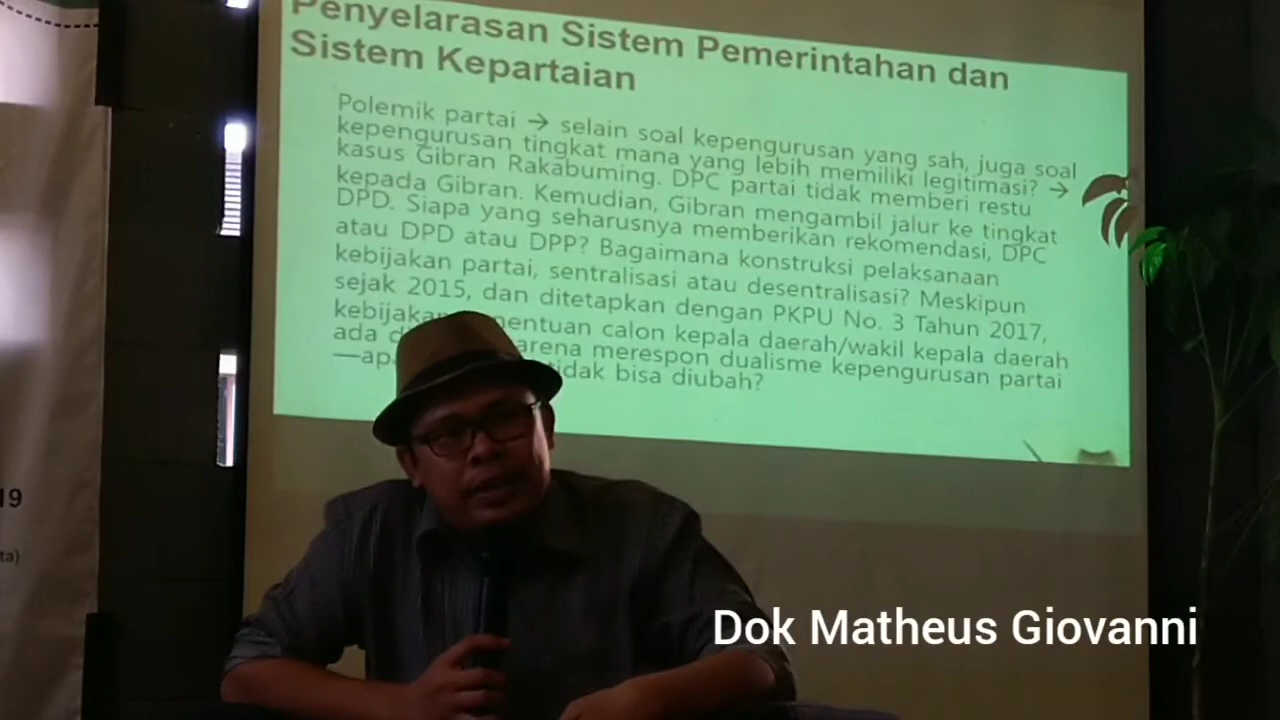 Penyelarasan Sistem Pemerintahan dan
Sistem Kepartaian
Polemik partai → selain soal kepengurusan yang sah, juga soal
kepengurusan tingkat mana yang lebih memiliki legitimasi? →
kasus Gibran Rakabuming. DPC partai tidak memberi restu
kepada Gibran. Kemudian, Gibran mengambil jalur ke tingkat
DPD. Siapa yang seharusnya memberikan rekomendasi, DPC
atau DPD atau DPP? Bagaimana konstruksi pelaksanaan
kebijakan partai, sentralisasi atau desentralisasi? Meskipun
sejak 2015, dan ditetapkan dengan PKPU No. 3 Tahun 2017,
kebijakan calon kepala daerah/wakil kepala daerah
ada merespon dualisme kepengurusan partai
bisa diubah?
19
ta)
Dok Matheus Giovanni